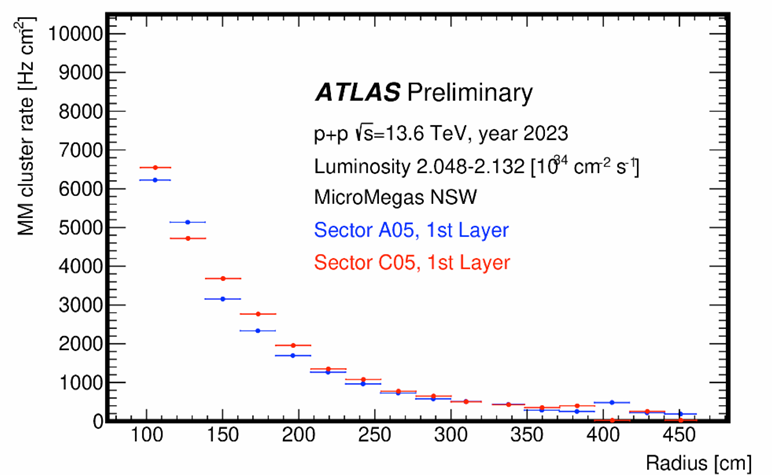 MM cluster rate [Hz cm⁻²]
10000
9000
8000
7000
6000
5000
4000
3000
2000
1000
0
ATLAS Preliminary
p+p √s=13.6 TeV, year 2023
Luminosity 2.048-2.132 [10³⁴ cm⁻² s⁻¹]
MicroMegas NSW
Sector A05, 1st Layer
Sector C05, 1st Layer
100 150 200 250 300 350 400 450
Radius [cm]